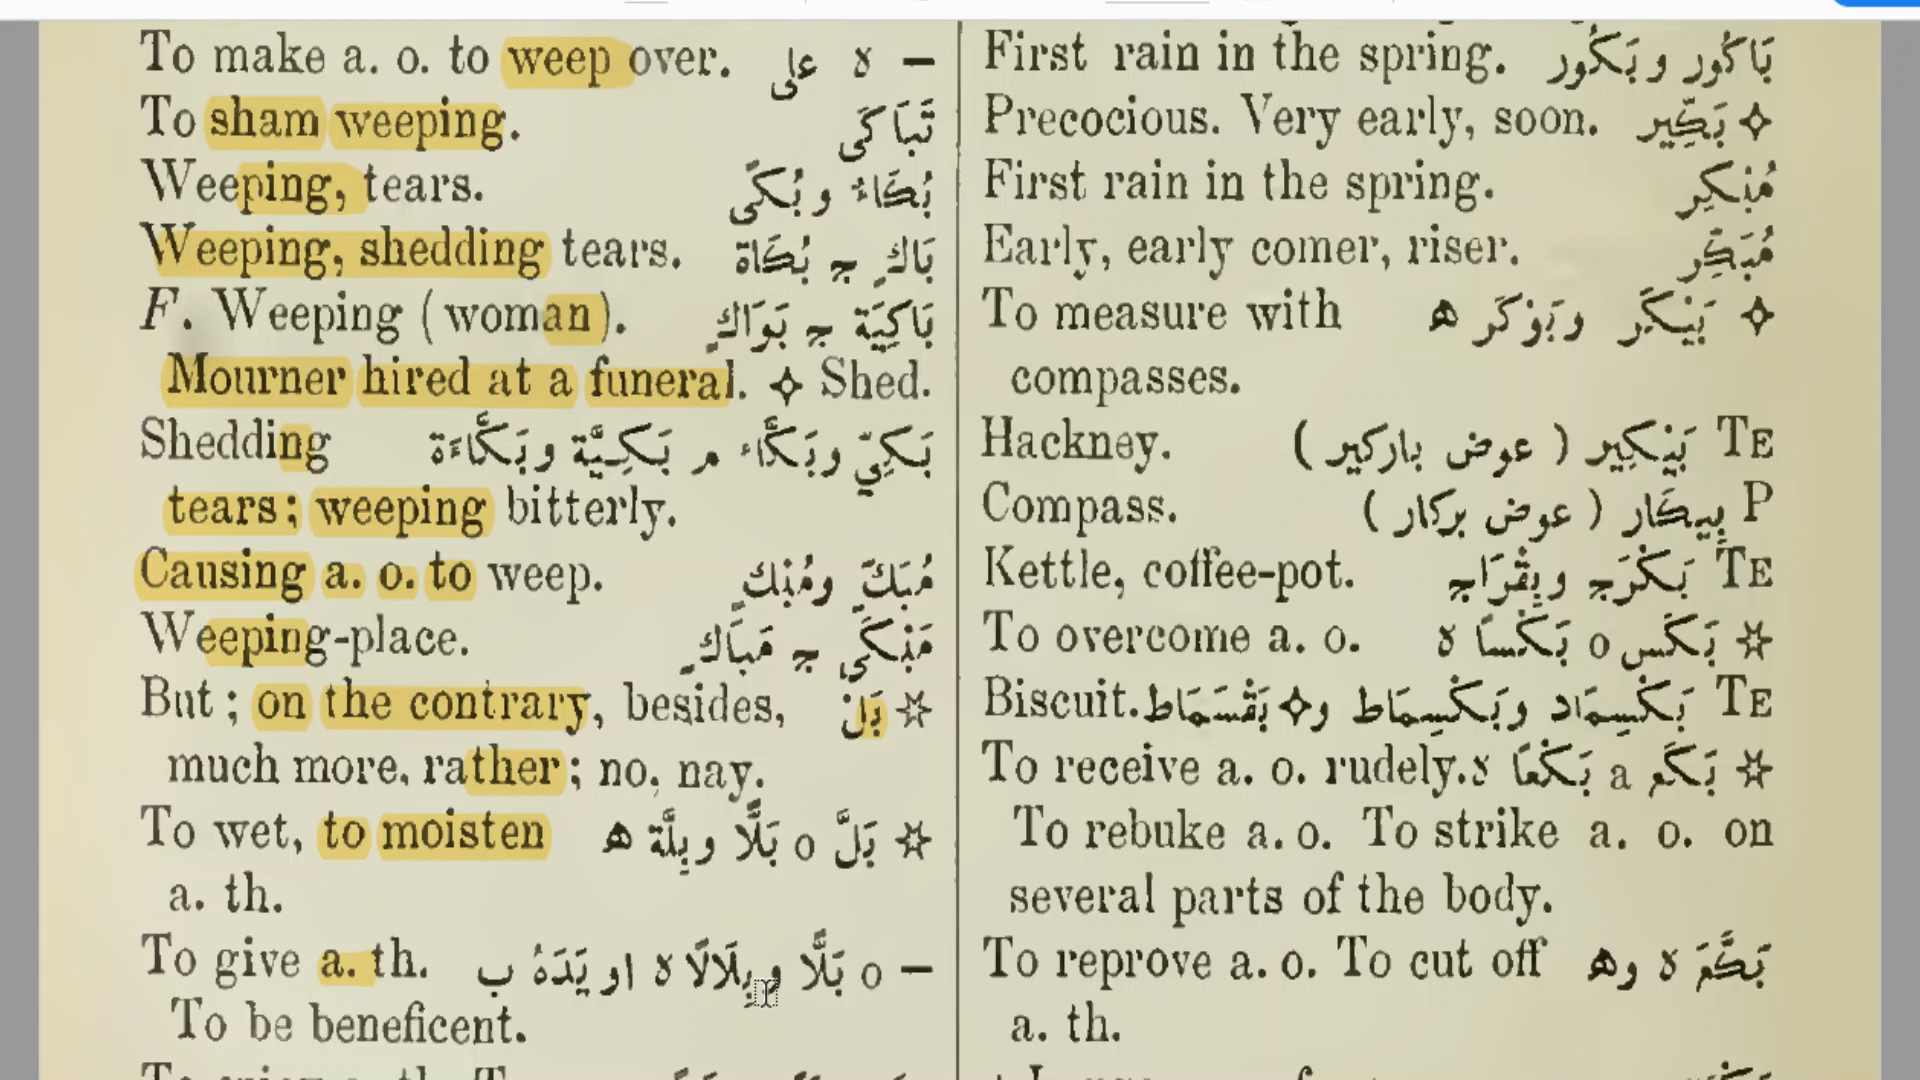 To make a. o. to weep over. — ه على
To sham weeping. تَبَاكَى
Weeping, tears. بُكَاء وبُكًى
Weeping, shedding tears. بَاكٍ ج بُكَاة
F. Weeping (woman). بَاكِيَة ج بَوَاكٍ
Mourner hired at a funeral. ✧ Shed.
Shedding بَكِيّ وبَكَّاء م بَكِيَّة وبَكَّاءَة
tears; weeping bitterly.
Causing a. o. to weep. مُبَكٍّ ومُبْكٍ
Weeping-place. مَبْكًى ج مَبَاكٍ
But; on the contrary, besides, بَلْ ☆
much more, rather; no, nay.
To wet, to moisten ☆ بَلَّ o بَلًّا وبِلَّة ه
a. th.
To give a. th. — o بَلًّا وبِلَالًا ه او يَدَهُ ب
To be beneficent.
First rain in the spring. بَاكُور وبَكُور
Precocious. Very early, soon. ✧ بَكِّير
First rain in the spring. مُبْكِر
Early, early comer, riser. مُبَكِّر
To measure with ✧ بَيْكَر وبَوْكَر ه
compasses.
Hackney. TE بَيْكِير ( عوض باركير )
Compass. P بِيكَار ( عوض بركار )
Kettle, coffee-pot. TE بَكْرَج وبِقْرَاج
To overcome a. o. ☆ بَكَس o بَكْسًا ه
Biscuit. TE بَكْسِمَاد وبَكْسِمَاط و✧بَقْسَمَاط
To receive a. o. rudely. ☆ بَكَع a بَكْعًا ه
To rebuke a. o. To strike a. o. on
several parts of the body.
To reprove a. o. To cut off بَكَّعَ ه وه
a. th.